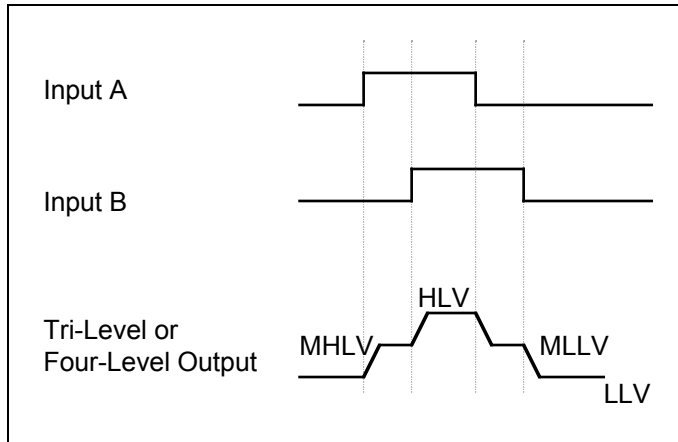 Input A
Input B
HLV
Tri-Level or
MHLV
MLLV
Four-Level Output
LLV